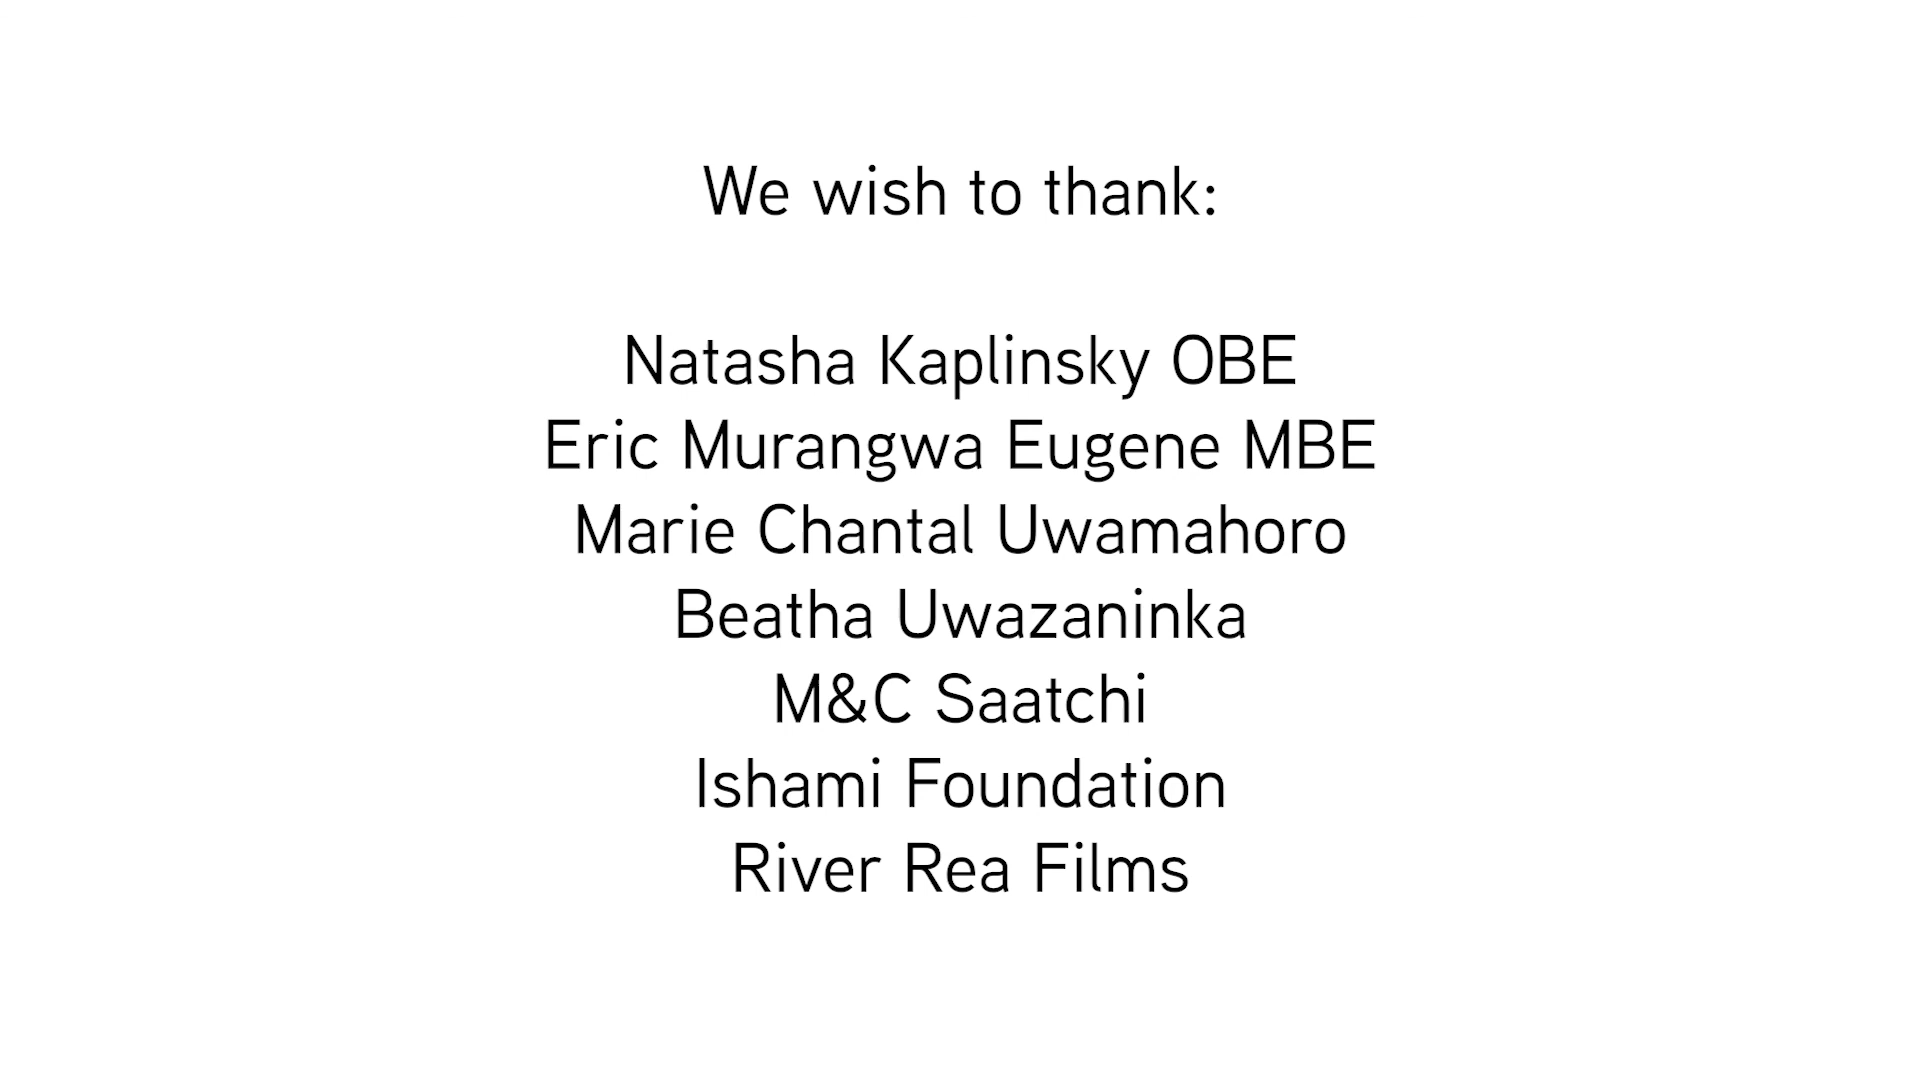 We wish to thank:
Natasha Kaplinsky OBE
Eric Murangwa Eugene MBE
Marie Chantal Uwamahoro
Beatha Uwazaninka
M&C Saatchi
Ishami Foundation
River Rea Films